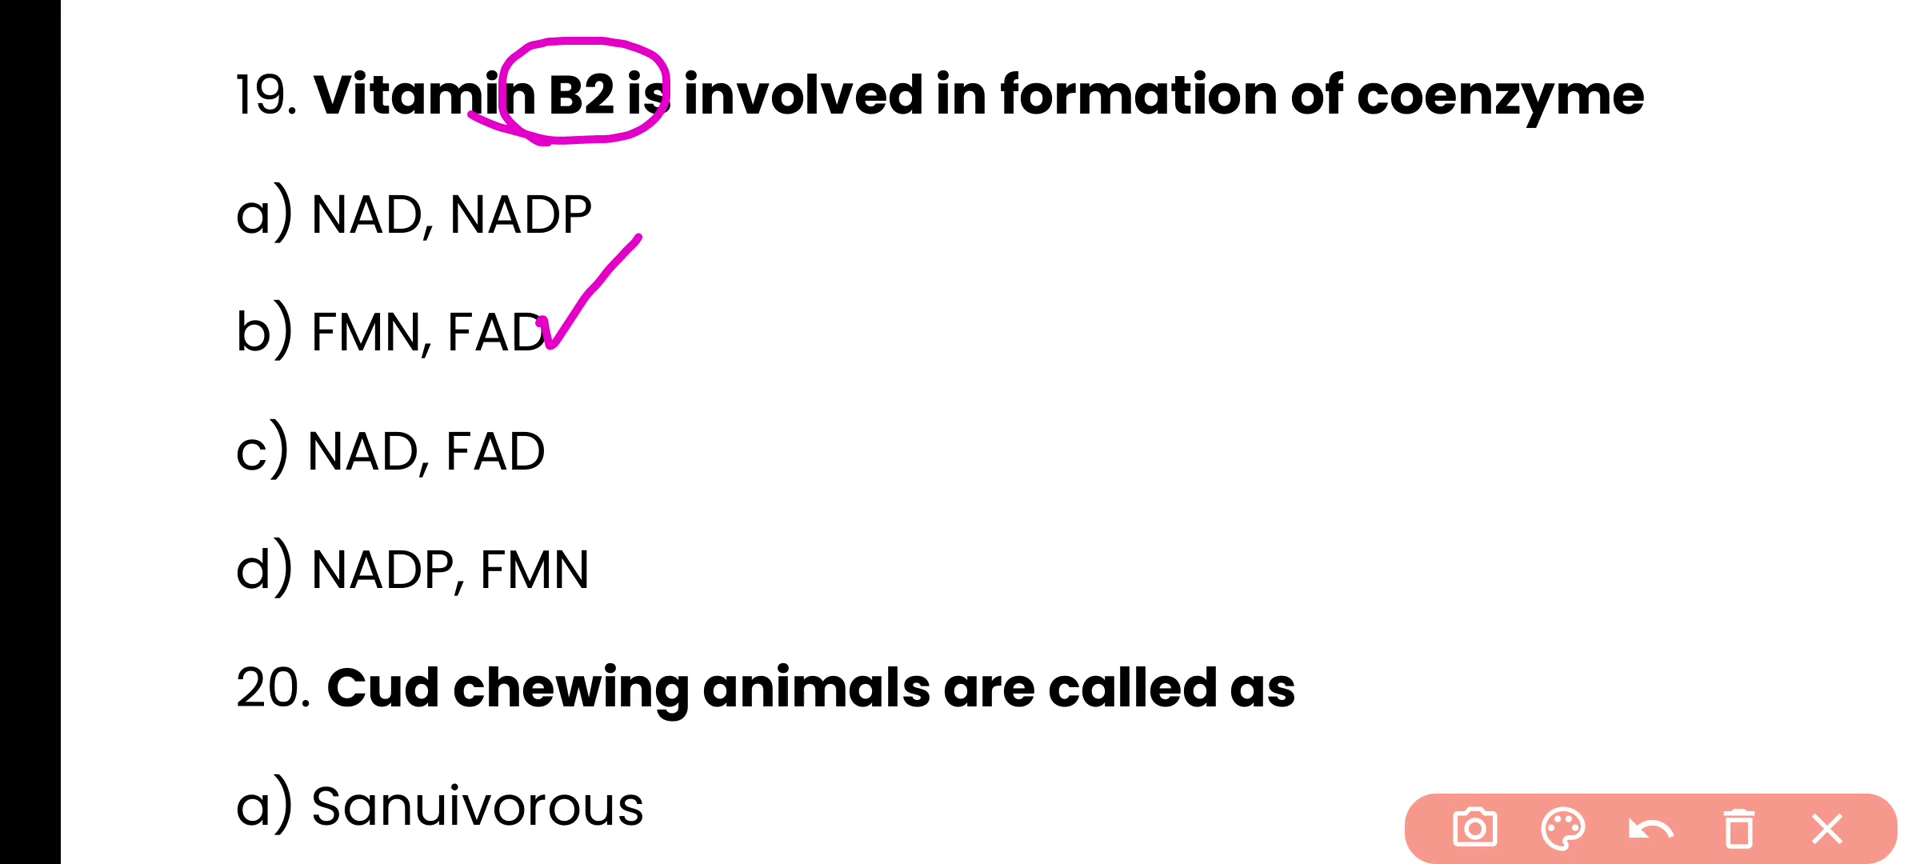 19. Vitamin B2 is involved in formation of coenzyme
a) NAD, NADP
b) FMN, FAD
c) NAD, FAD
d) NADP, FMN
20. Cud chewing animals are called as
a) Sanuivorous